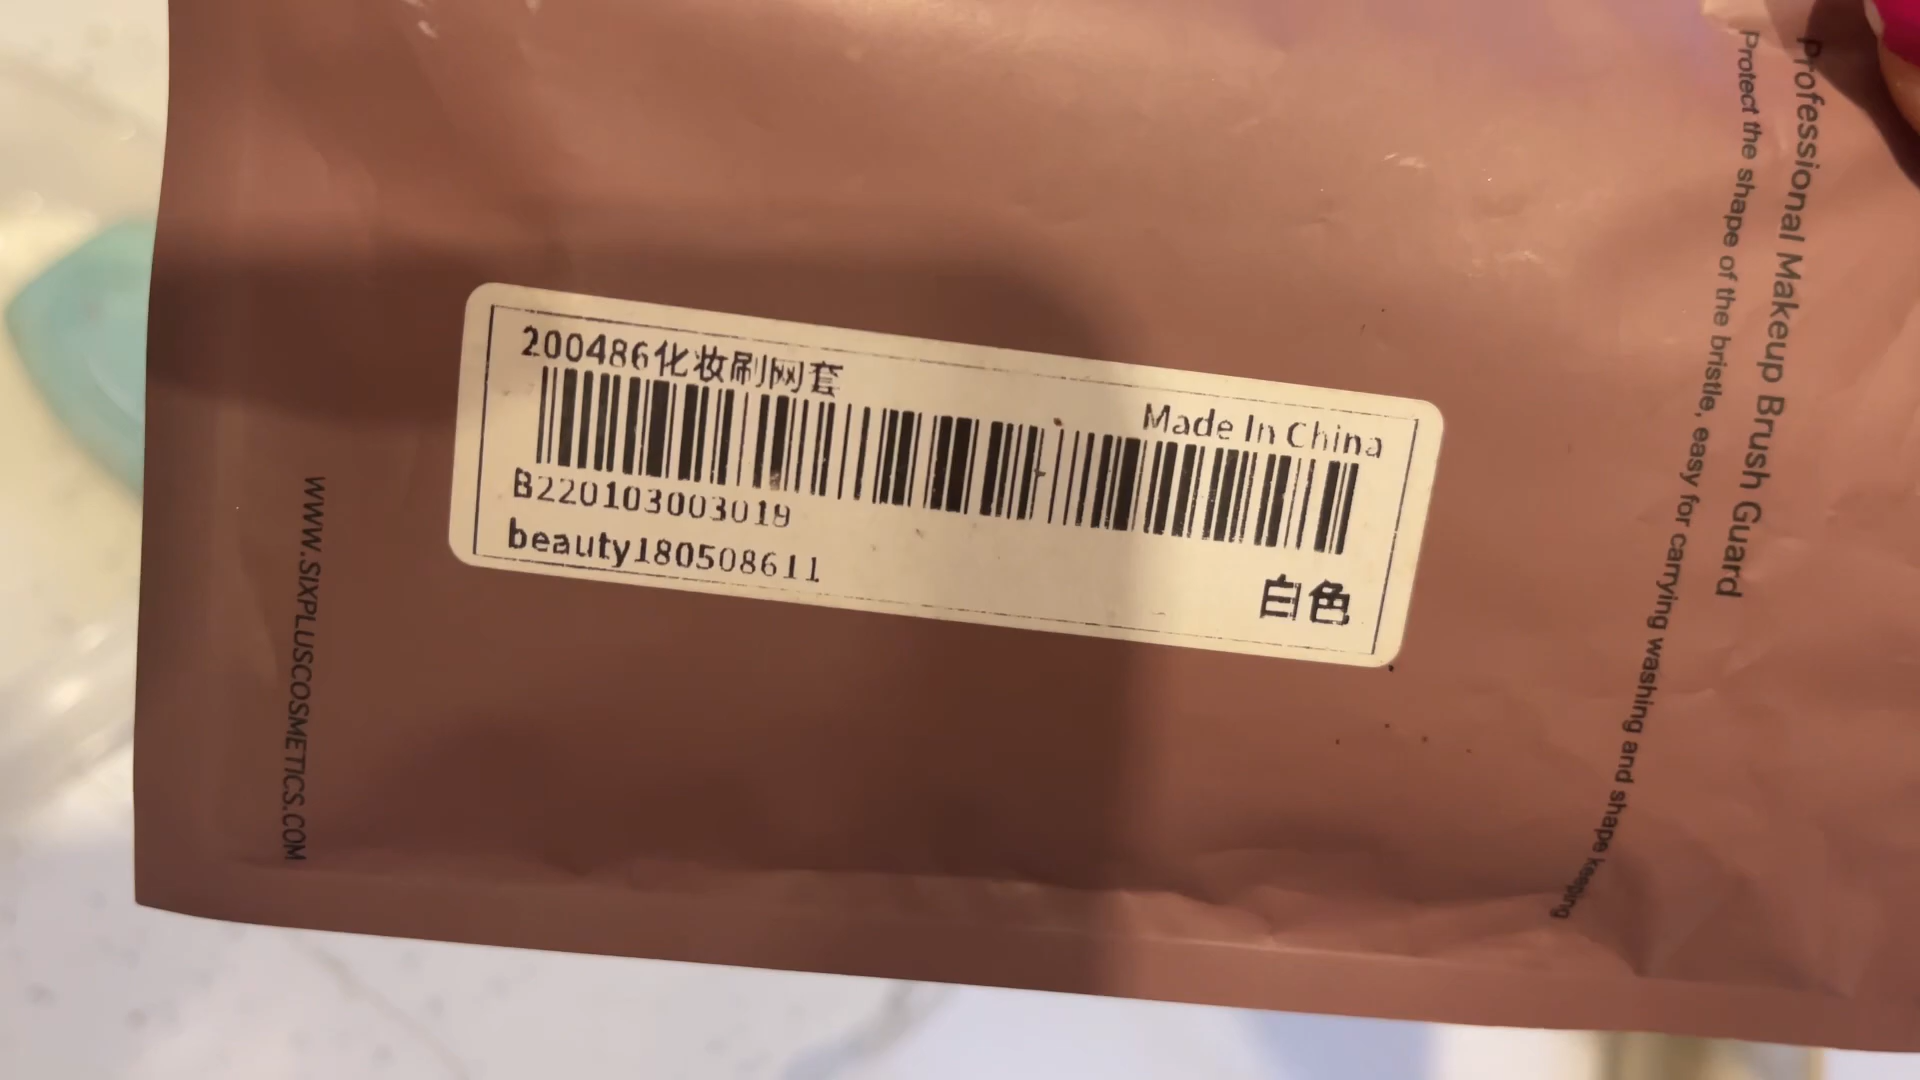 200486化妆刷网套
Made In China
B220103003019
beauty180508611
白色
Professional Makeup Brush Guard
Protect the shape of the bristle, easy for carrying washing and shape keeping
WWW.SIXPLUSCOSMETICS.COM